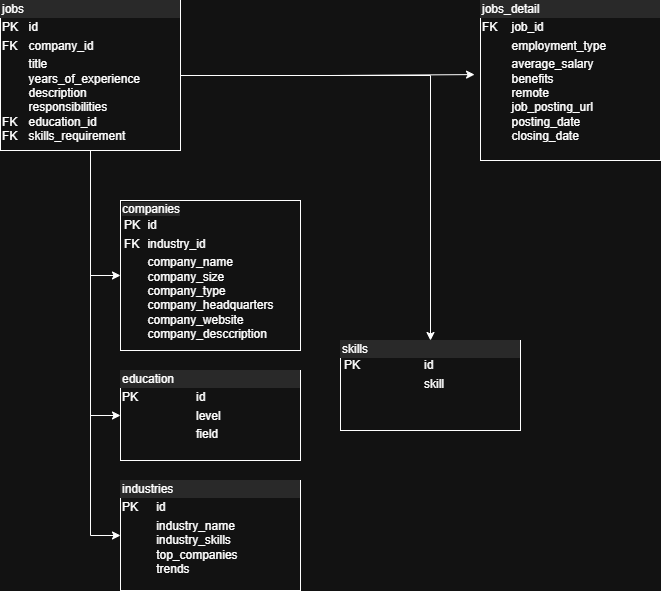 jobs
PK id
FK company_id
title
years_of_experience
description
responsibilities
FK education_id
FK skills_requirement
jobs_detail
FK job_id
employment_type
average_salary
benefits
remote
job_posting_url
posting_date
closing_date
companies
PK id
FK industry_id
company_name
company_size
company_type
company_headquarters
company_website
company_desccription
skills
PK id
skill
education
PK id
level
field
industries
PK id
industry_name
industry_skills
top_companies
trends